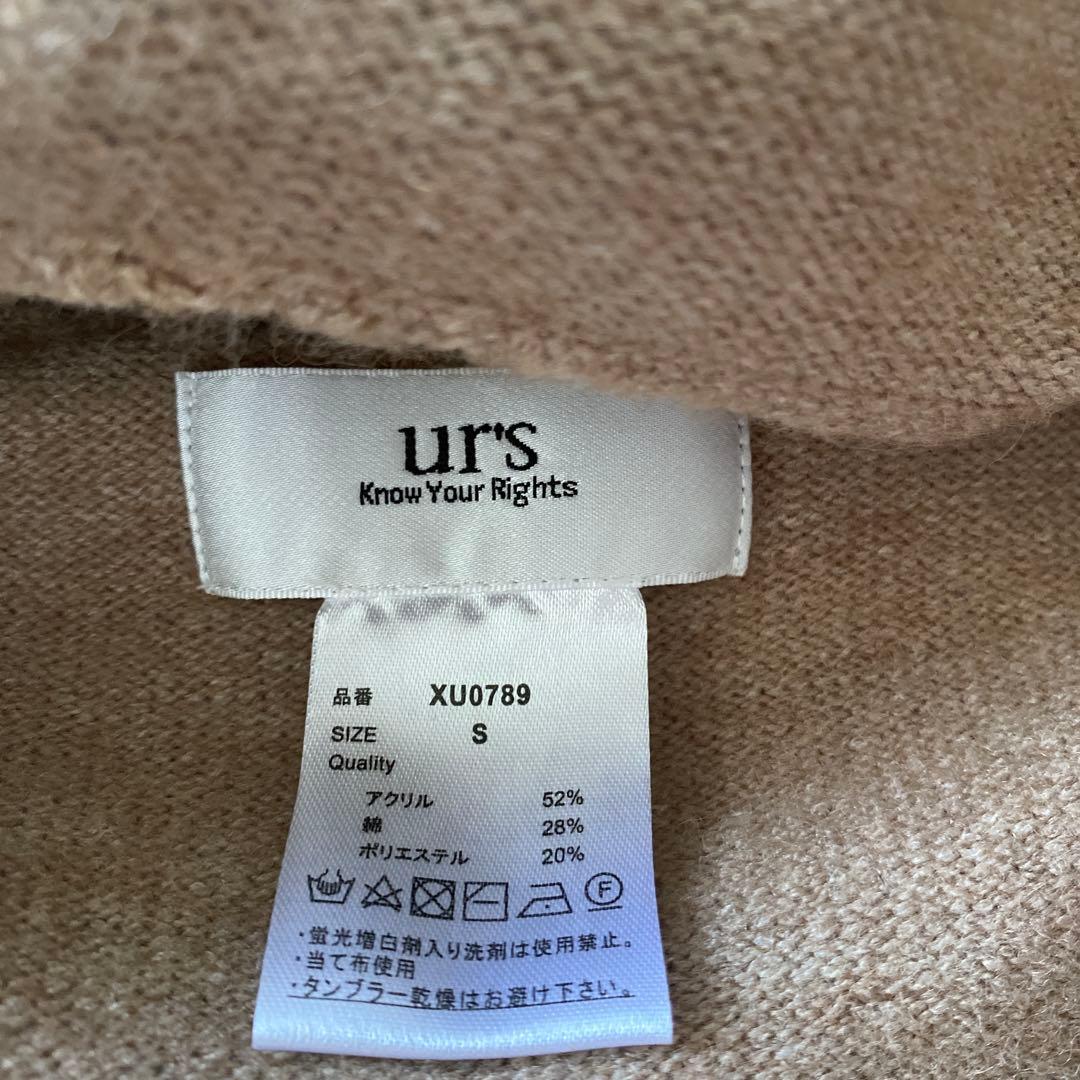 ur's
Know Your Rights
品番 XU0789
SIZE S
Quality
アクリル 52%
綿 28%
ポリエステル 20%
F
・蛍光増白剤入り洗剤は使用禁止。
・当て布使用
・タンブラー乾燥はお避け下さい。